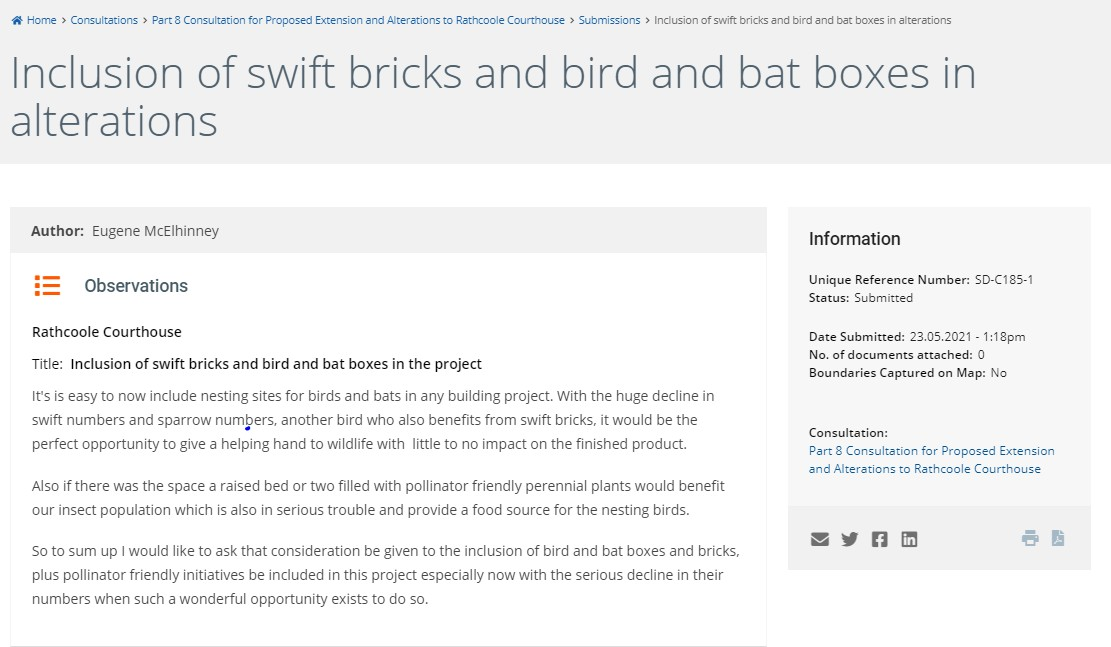 Home > Consultations > Part 8 Consultation for Proposed Extension and Alterations to Rathcoole Courthouse > Submissions > Inclusion of swift bricks and bird and bat boxes in alterations
Inclusion of swift bricks and bird and bat boxes in
alterations
Author: Eugene McElhinney
Observations
Rathcoole Courthouse
Title: Inclusion of swift bricks and bird and bat boxes in the project
It's is easy to now include nesting sites for birds and bats in any building project. With the huge decline in
swift numbers and sparrow numbers, another bird who also benefits from swift bricks, it would be the
perfect opportunity to give a helping hand to wildlife with  little to no impact on the finished product.
Also if there was the space a raised bed or two filled with pollinator friendly perennial plants would benefit
our insect population which is also in serious trouble and provide a food source for the nesting birds.
So to sum up I would like to ask that consideration be given to the inclusion of bird and bat boxes and bricks,
plus pollinator friendly initiatives be included in this project especially now with the serious decline in their
numbers when such a wonderful opportunity exists to do so.
Information
Unique Reference Number: SD-C185-1
Status: Submitted
Date Submitted: 23.05.2021 - 1:18pm
No. of documents attached: 0
Boundaries Captured on Map: No
Consultation:
Part 8 Consultation for Proposed Extension
and Alterations to Rathcoole Courthouse